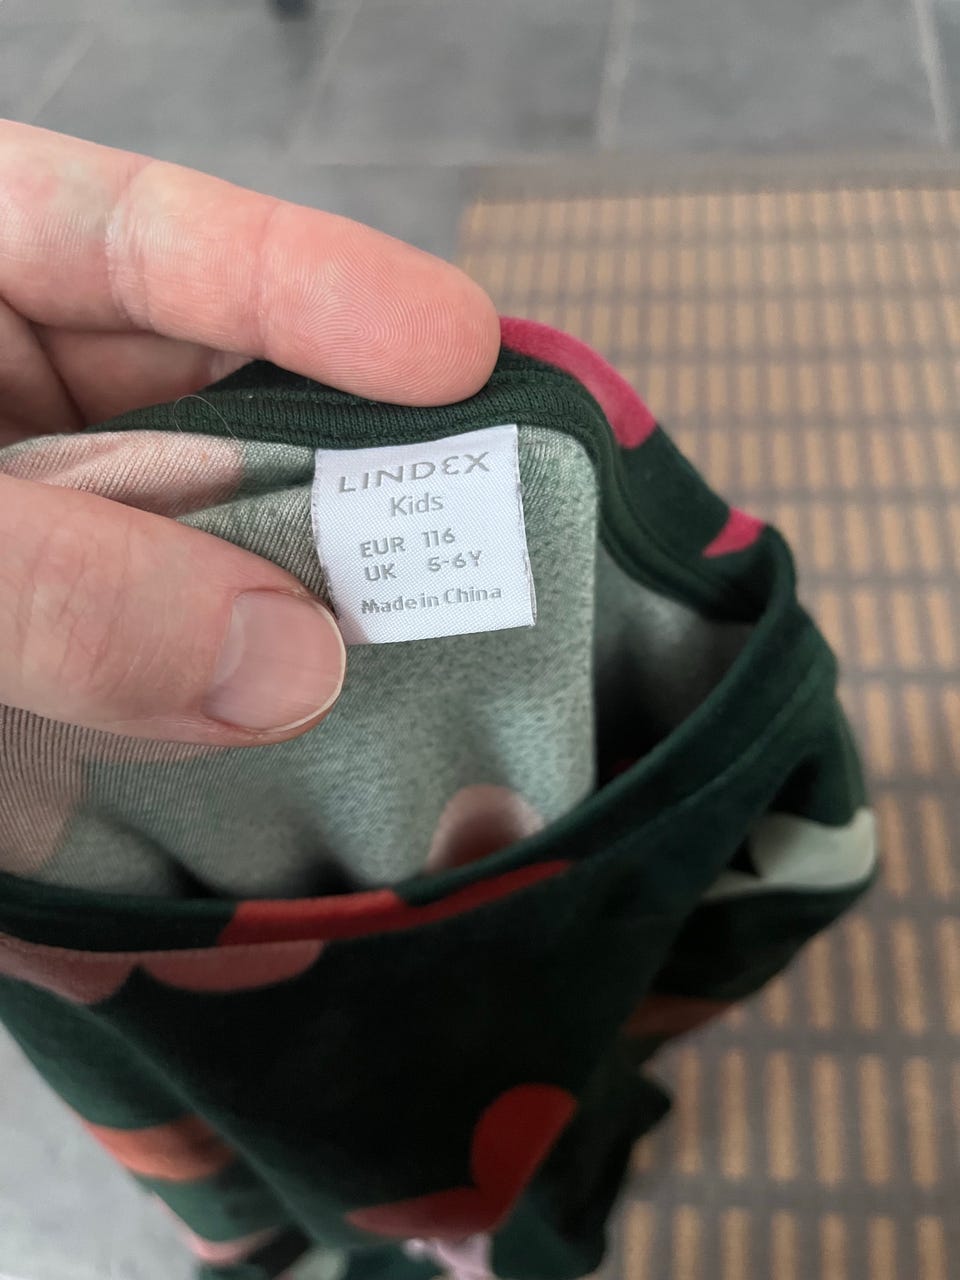 LINDEX
Kids
EUR 116
UK 5-6Y
Made in China